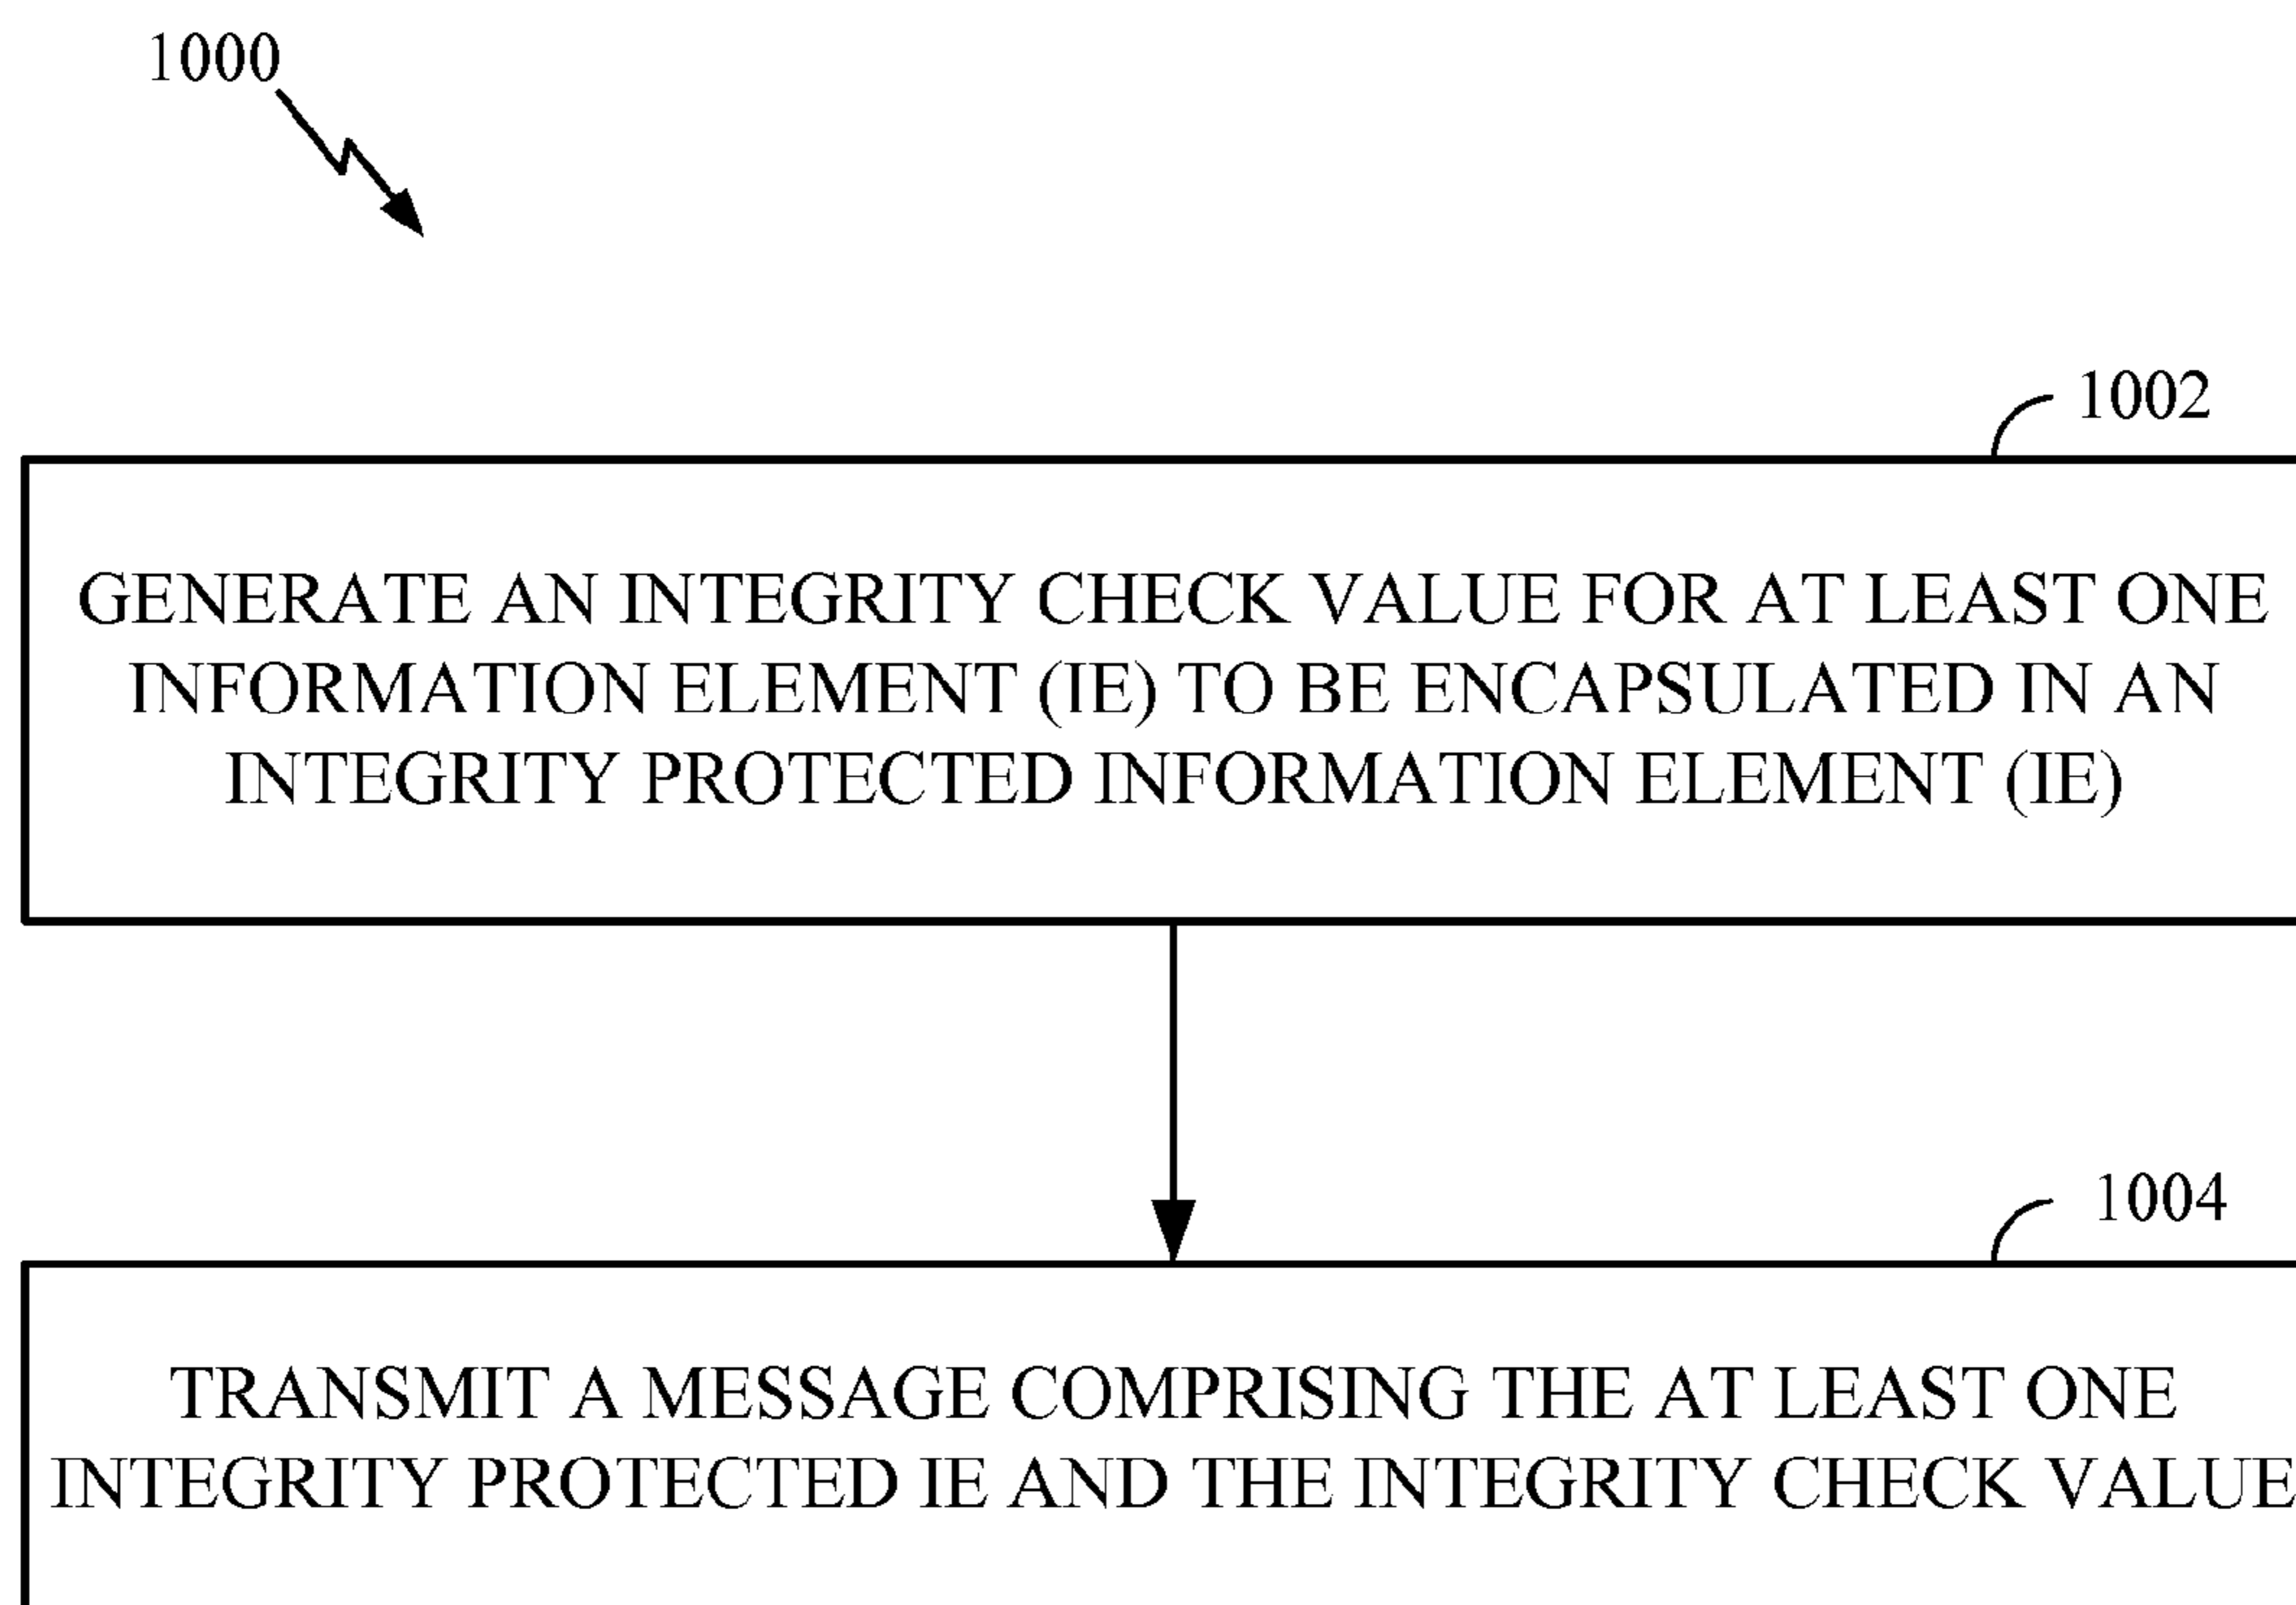 1000
1002
GENERATE AN INTEGRITY CHECK VALUE FOR AT LEAST ONE
INFORMATION ELEMENT (IE) TO BE ENCAPSULATED IN AN
INTEGRITY PROTECTED INFORMATION ELEMENT (IE)
1004
TRANSMIT A MESSAGE COMPRISING THE AT LEAST ONE
INTEGRITY PROTECTED IE AND THE INTEGRITY CHECK VALUE